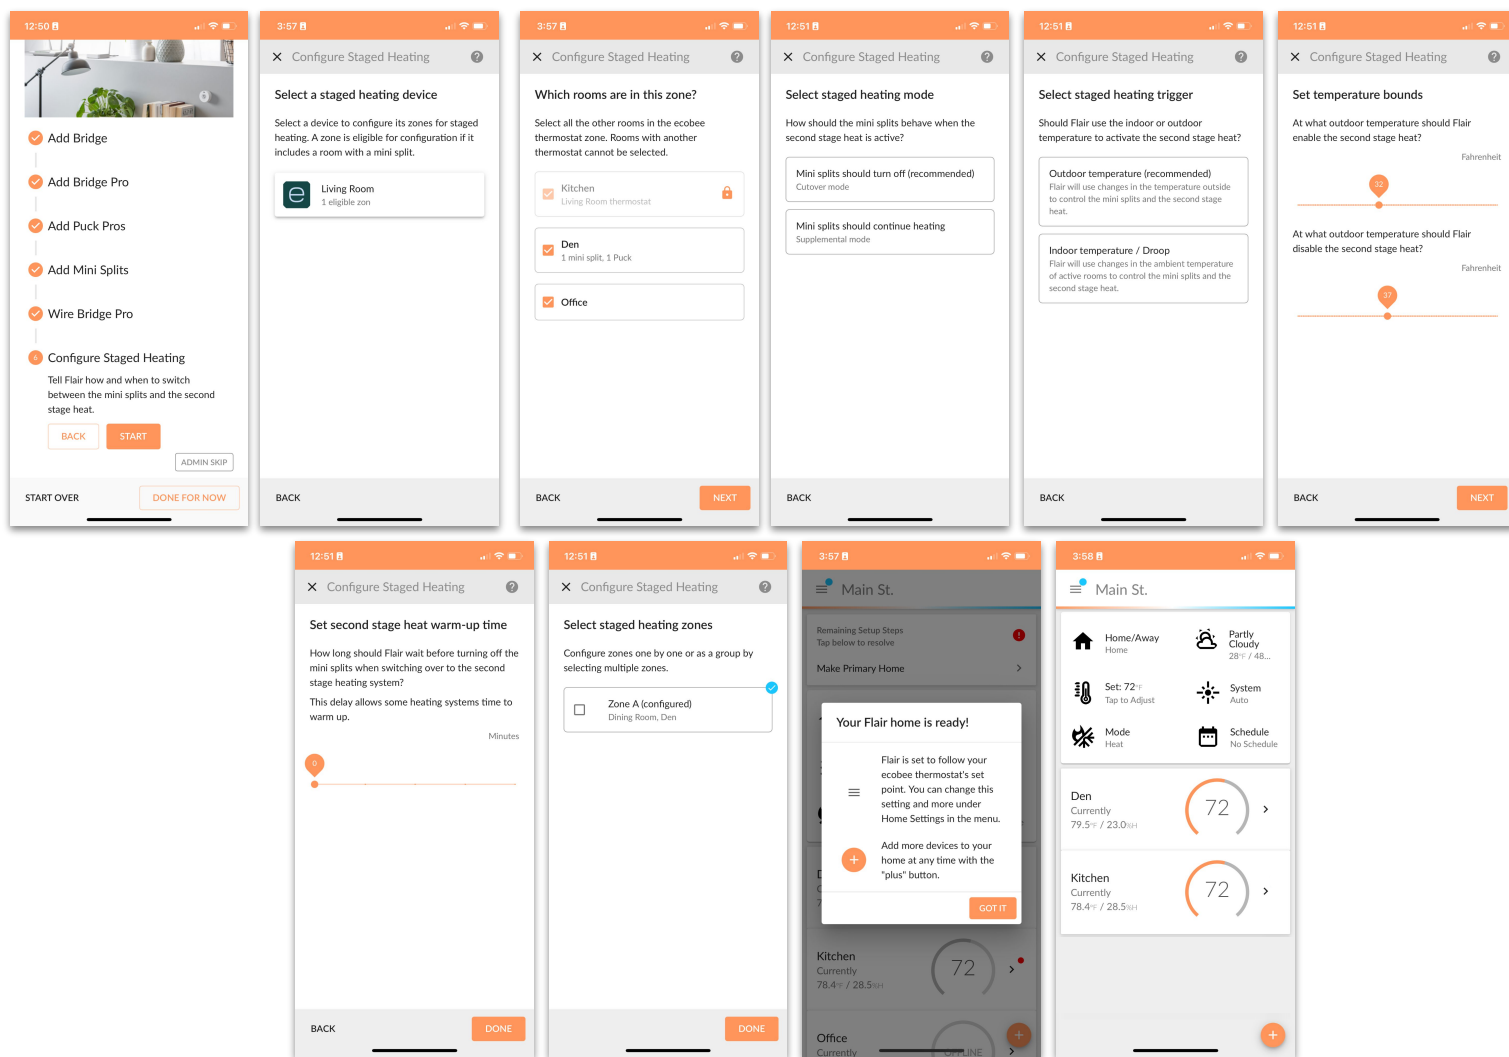 12:50
Add Bridge
Add Bridge Pro
Add Puck Pros
Add Mini Splits
Wire Bridge Pro
6
Configure Staged Heating
Tell Flair how and when to switch
between the mini splits and the second
stage heat.
BACK
START
ADMIN SKIP
START OVER
DONE FOR NOW
3:57
Configure Staged Heating
?
Select a staged heating device
Select a device to configure its zones for staged
heating. A zone is eligible for configuration if it
includes a room with a mini split.
Living Room
1 eligible zon
BACK
3:57
Configure Staged Heating
?
Which rooms are in this zone?
Select all the other rooms in the ecobee
thermostat zone. Rooms with another
thermostat cannot be selected.
Kitchen
Living Room thermostat
Den
1 mini split, 1 Puck
Office
BACK
NEXT
12:51
Configure Staged Heating
?
Select staged heating mode
How should the mini splits behave when the
second stage heat is active?
Mini splits should turn off (recommended)
Cutover mode
Mini splits should continue heating
Supplemental mode
BACK
12:51
Configure Staged Heating
?
Select staged heating trigger
Should Flair use the indoor or outdoor
temperature to activate the second stage heat?
Outdoor temperature (recommended)
Flair will use changes in the temperature outside
to control the mini splits and the second stage
heat.
Indoor temperature / Droop
Flair will use changes in the ambient temperature
of active rooms to control the mini splits and the
second stage heat.
BACK
12:51
Configure Staged Heating
?
Set temperature bounds
At what outdoor temperature should Flair
enable the second stage heat?
Fahrenheit
32
At what outdoor temperature should Flair
disable the second stage heat?
Fahrenheit
37
BACK
NEXT
12:51
Configure Staged Heating
?
Set second stage heat warm-up time
How long should Flair wait before turning off the
mini splits when switching over to the second
stage heating system?
This delay allows some heating systems time to
warm up.
Minutes
0
BACK
DONE
12:51
Configure Staged Heating
?
Select staged heating zones
Configure zones one by one or as a group by
selecting multiple zones.
Zone A (configured)
Dining Room, Den
DONE
3:57
Main St.
Remaining Setup Steps
Tap below to resolve
Make Primary Home
Your Flair home is ready!
Flair is set to follow your
ecobee thermostat's set
point. You can change this
setting and more under
Home Settings in the menu.
Add more devices to your
home at any time with the
"plus" button.
GOT IT
Kitchen
Currently
78.4°F / 28.5%H
72
Office
Currently
OFFLINE
3:58
Main St.
Home/Away
Home
Partly
Cloudy
28°F / 48...
Set: 72°F
Tap to Adjust
System
Auto
Mode
Heat
Schedule
No Schedule
Den
Currently
79.5°F / 23.0%H
72
Kitchen
Currently
78.4°F / 28.5%H
72